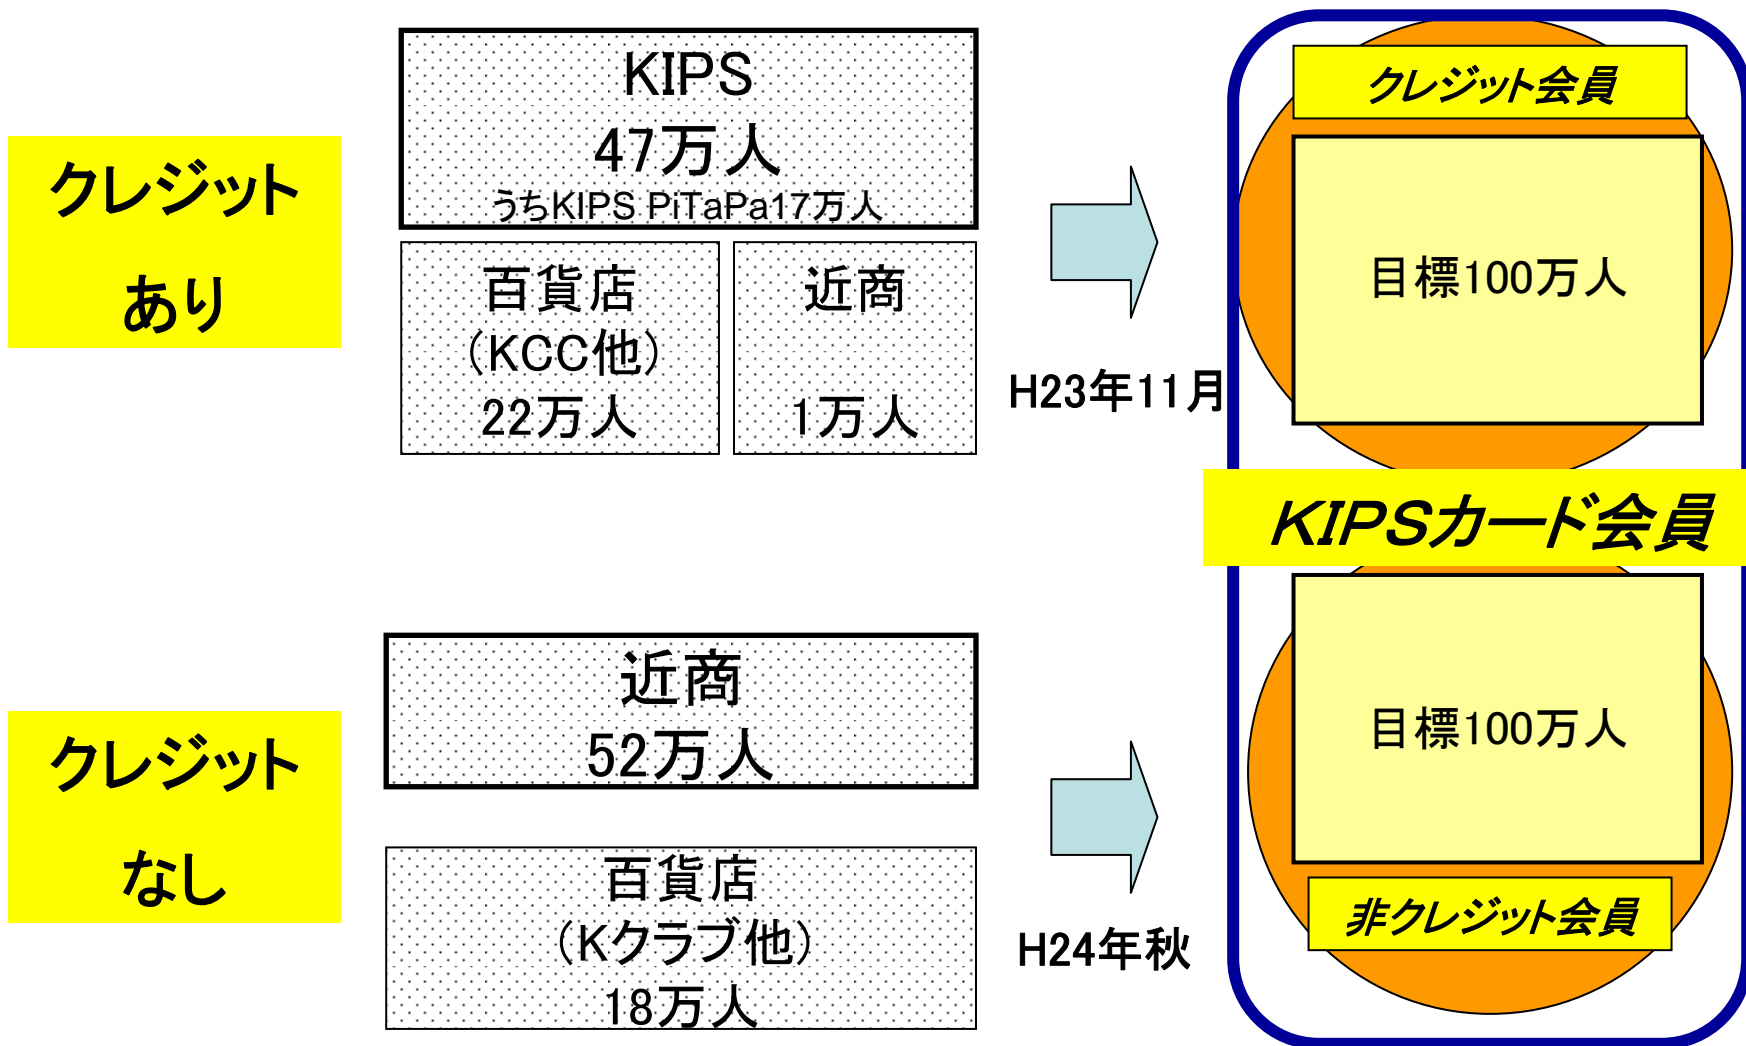 クレジット
あり
KIPS
47万人
うちKIPS PiTaPa17万人
百貨店
(KCC他)
22万人
近商
1万人
H23年11月
クレジット会員
目標100万人
KIPSカード会員
クレジット
なし
近商
52万人
百貨店
(Kクラブ他)
18万人
H24年秋
目標100万人
非クレジット会員